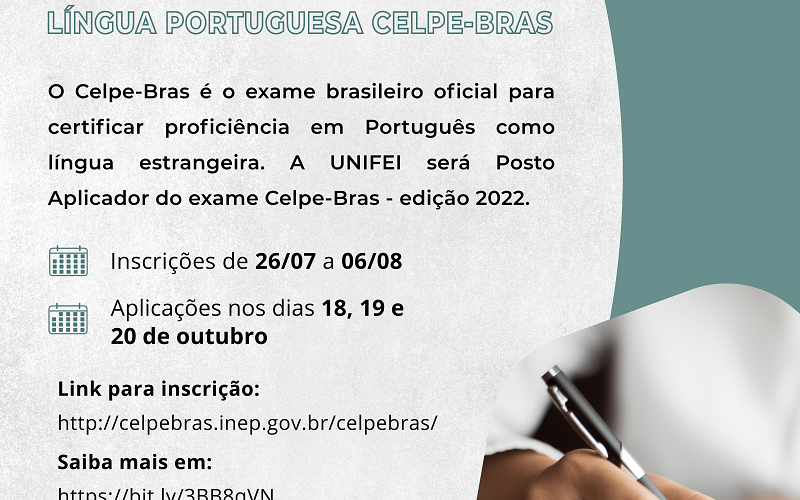 LÍNGUA PORTUGUESA CELPE-BRAS
O Celpe-Bras é o exame brasileiro oficial para
certificar proficiência em Português como
língua estrangeira. A UNIFEI será Posto
Aplicador do exame Celpe-Bras - edição 2022.
Inscrições de 26/07 a 06/08
Aplicações nos dias 18, 19 e
20 de outubro
Link para inscrição:
http://celpebras.inep.gov.br/celpebras/
Saiba mais em: